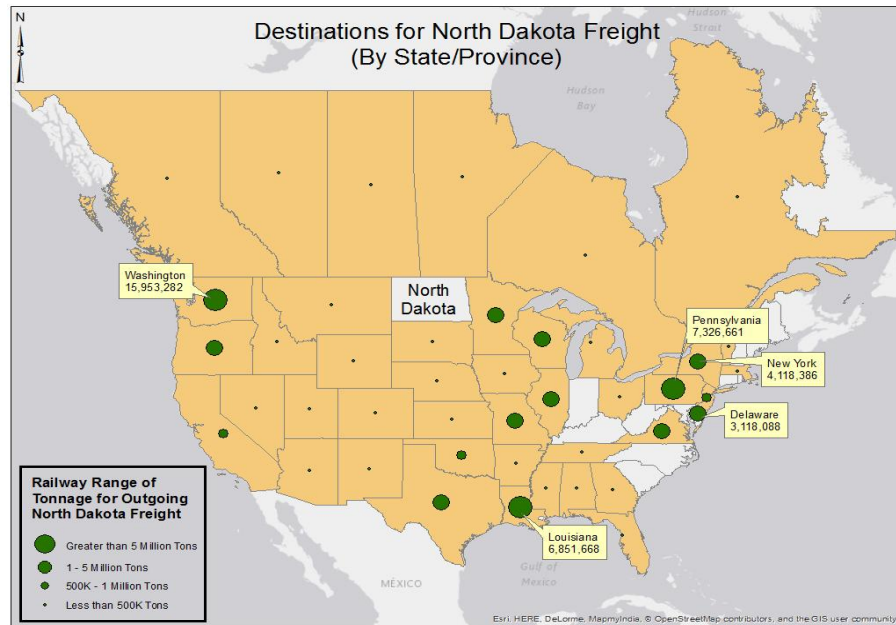 N
Destinations for North Dakota Freight
(By State/Province)
Hudson
Strait
Hudson
Bay
Washington
15,953,282
North
Dakota
Pennsylvania
7,326,661
New York
4,118,386
Delaware
3,118,088
Louisiana
6,851,668
Gulf of
Mexico
MÉXICO
Railway Range of
Tonnage for Outgoing
North Dakota Freight
Greater than 5 Million Tons
1 - 5 Million Tons
500K - 1 Million Tons
Less than 500K Tons
Esri, HERE, DeLorme, MapmyIndia, © OpenStreetMap contributors, and the GIS user community